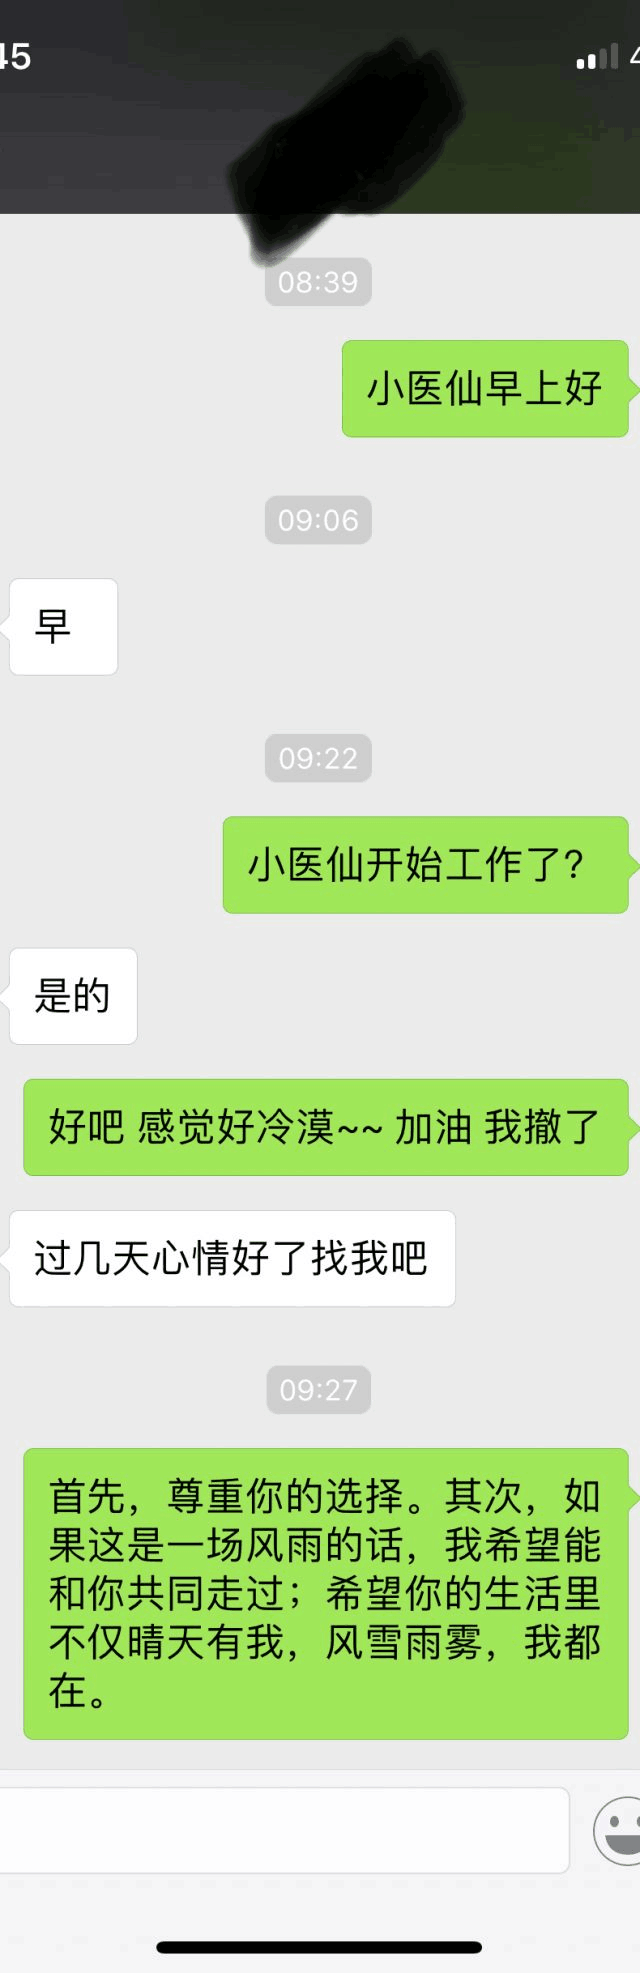 45
08:39
小医仙早上好
09:06
早
09:22
小医仙开始工作了?
是的
好吧 感觉好冷漠~~ 加油 我撤了
过几天心情好了找我吧
09:27
首先，尊重你的选择。其次，如
果这是一场风雨的话，我希望能
和你共同走过；希望你的生活里
不仅晴天有我，风雪雨雾，我都
在。